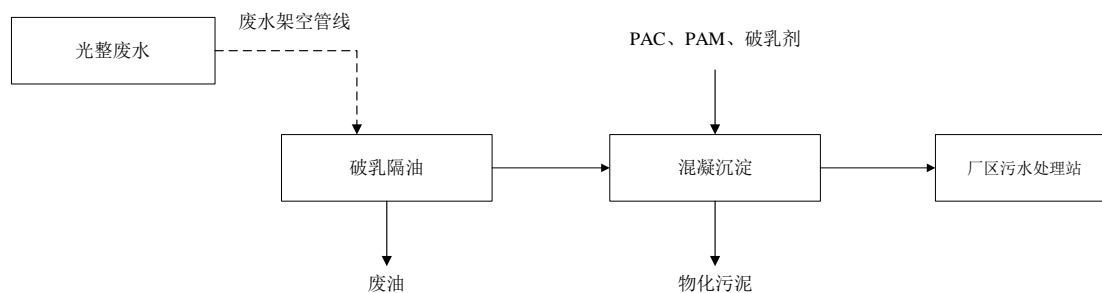 废水架空管线
光整废水
PAC、PAM、破乳剂
破乳隔油
混凝沉淀
厂区污水处理站
废油
物化污泥